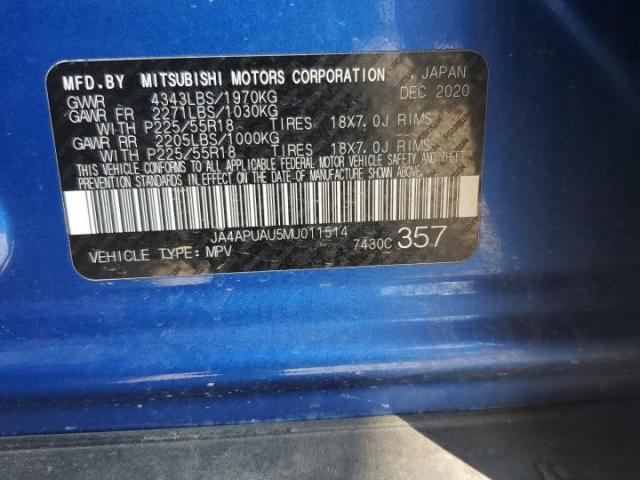 MFD.BY MITSUBISHI MOTORS CORPORATION , JAPAN
GVWR 4343LBS/1970KG DEC 2020
GAWR FR 2271LBS/1030KG
WITH P225/55R18 TIRES 18X7.0J RIMS
GAWR RR 2205LBS/1000KG
WITH P225/55R18 TIRES 18X7.0J RIMS
THIS VEHICLE CONFORMS TO ALL APPLICABLE FEDERAL MOTOR VEHICLE SAFETY AND THEFT
PREVENTION STANDARDS IN EFFECT ON THE DATE OF MANUFACTURE SHOWN ABOVE.
JA4APUAU5MU011514
VEHICLE TYPE: MPV 7430C 357